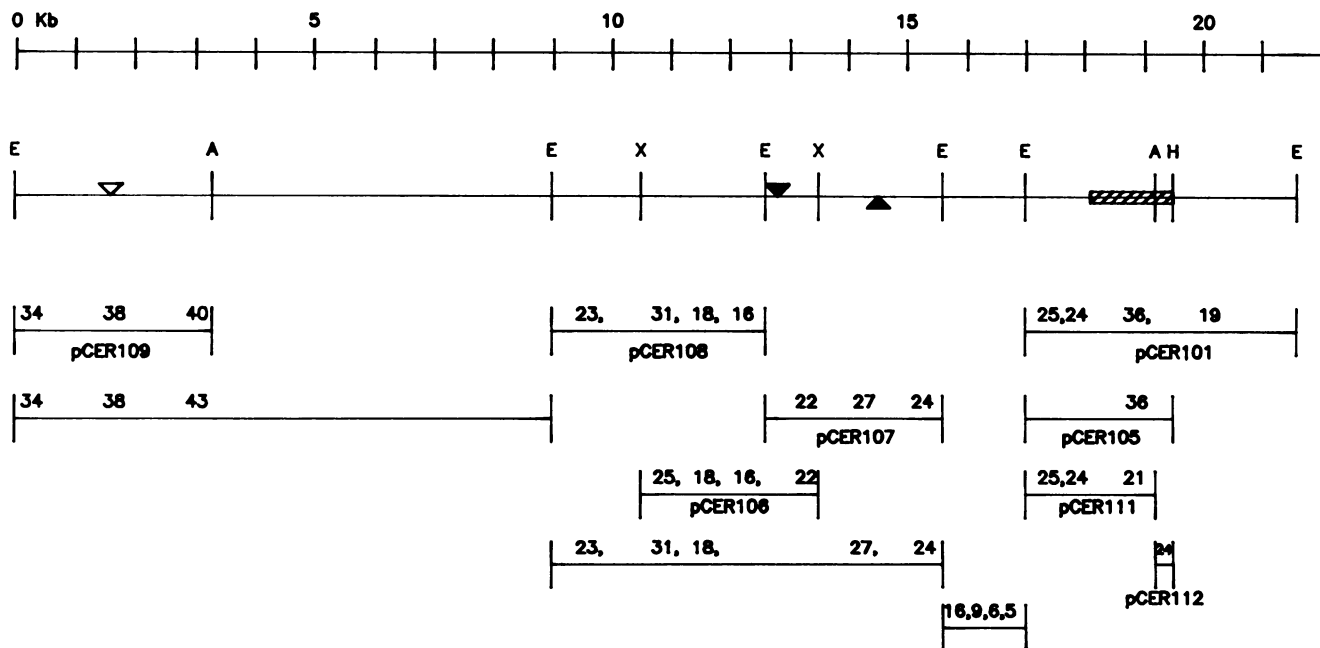 0 Kb 5 10 15 20
E A E X E X E E A H E
34 38 40 23, 31, 18, 16 25,24 36, 19
pCER109 pCER108 pCER101
34 38 43 22 27 24 36
pCER107 pCER105
25, 18, 16, 22 25,24 21
pCER106 pCER111
23, 31, 18, 27, 24 24
pCER112
16,9,6,5